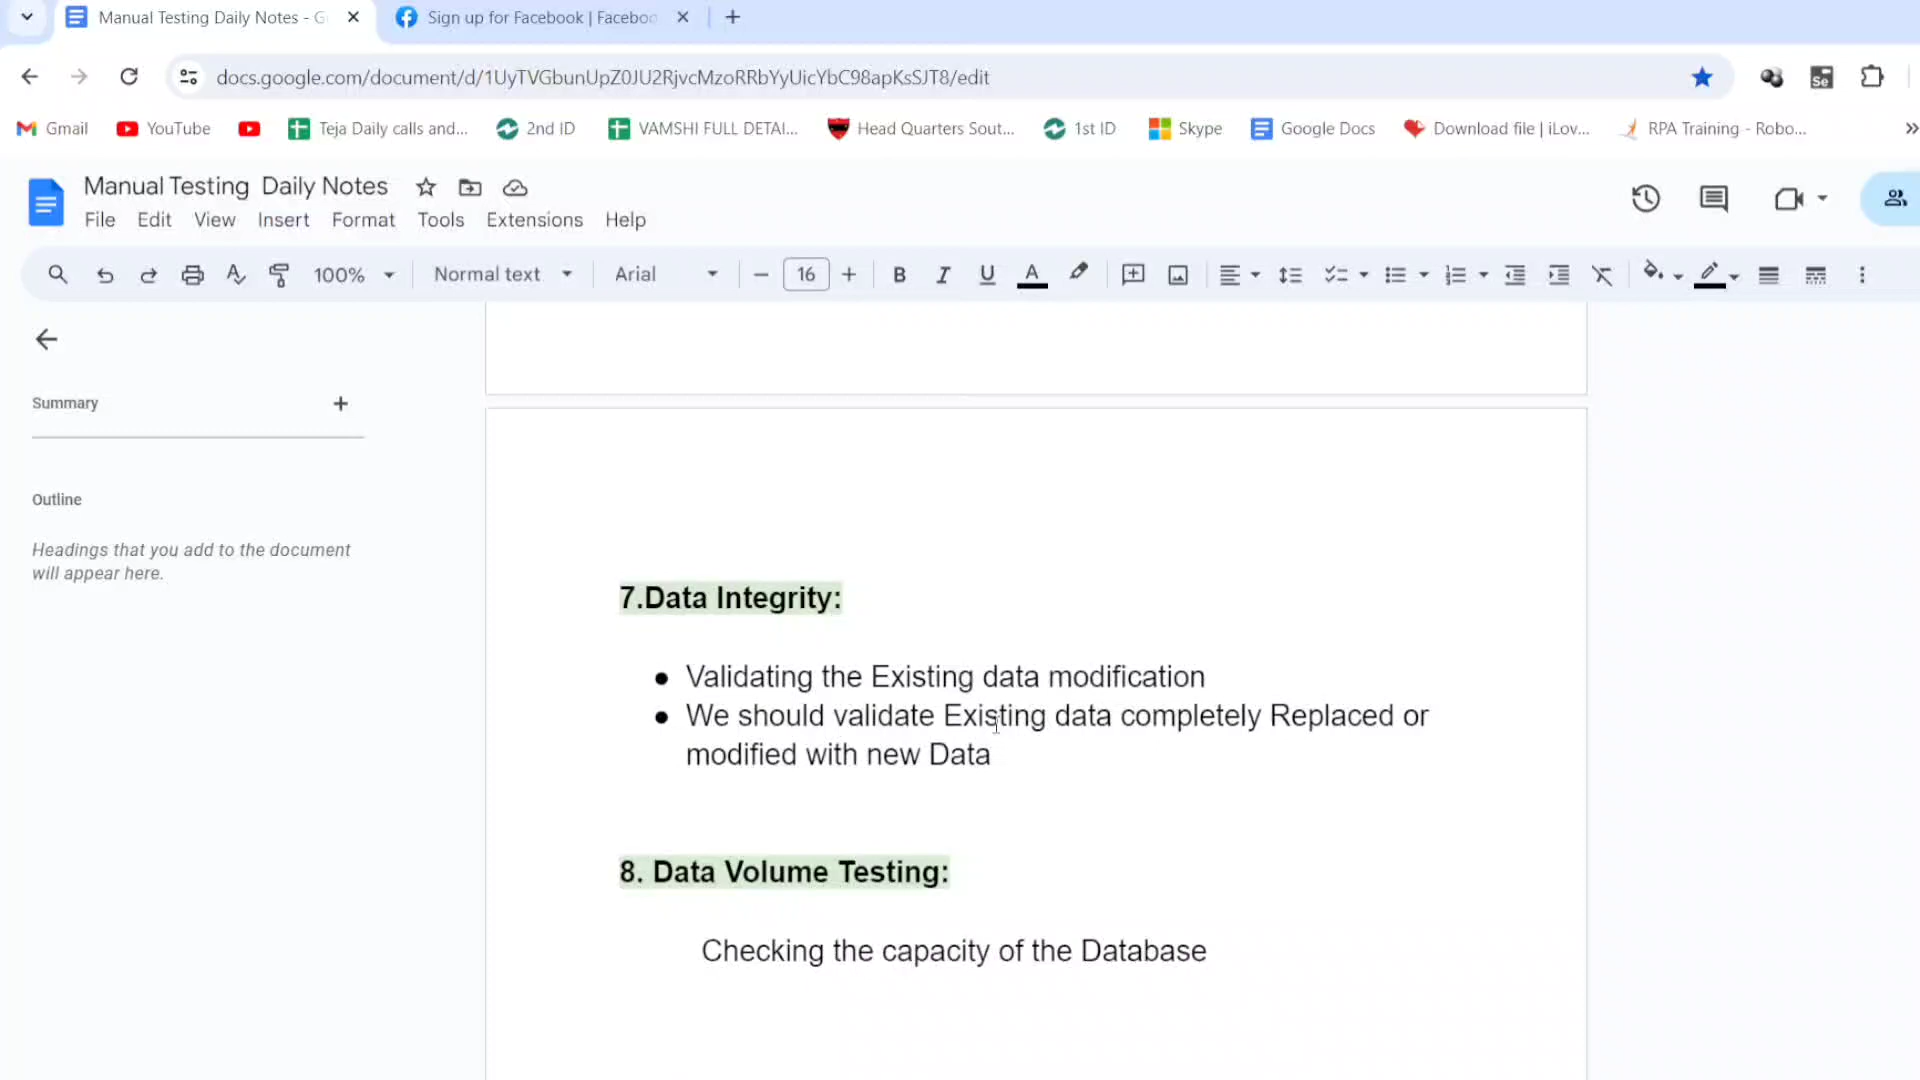 Manual Testing Daily Notes - G
Sign up for Facebook | Faceboo
docs.google.com/document/d/1UyTVGbunUpZ0JU2RjvcMzoRRbYyUicYbC98apKsSJT8/edit
Se
Gmail
YouTube
Teja Daily calls and...
2nd ID
VAMSHI FULL DETAI...
Head Quarters Sout...
1st ID
Skype
Google Docs
Download file | iLov...
RPA Training - Robo...
Manual Testing Daily Notes
File Edit View Insert Format Tools Extensions Help
100% Normal text Arial 16 B I U A
Summary
Outline
Headings that you add to the document
will appear here.
7.Data Integrity:
● Validating the Existing data modification
● We should validate Existing data completely Replaced or
modified with new Data
8. Data Volume Testing:
Checking the capacity of the Database